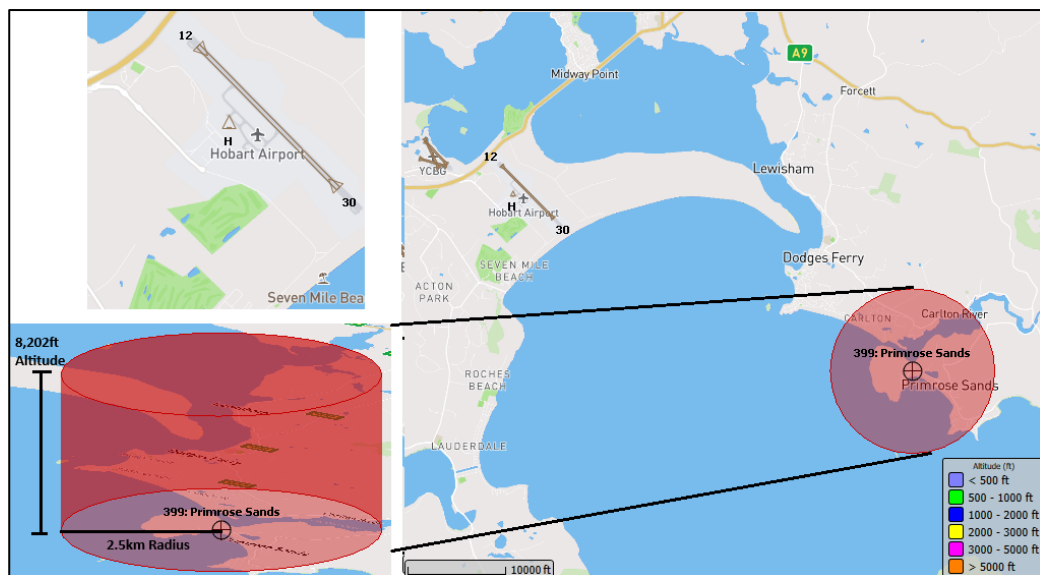 12
H
Hobart Airport
30
Seven Mile Bea
8,202ft
Altitude
399: Primrose Sands
2.5km Radius
A9
Midway Point
Forcett
12
YCBG
H
Hobart Airport
30
Lewisham
SEVEN MILE
BEACH
ACTON
PARK
Dodges Ferry
CARLTON
Carlton River
399: Primrose Sands
Primrose Sands
ROCHES
BEACH
LAUDERDALE
10000 ft
Altitude (ft)
< 500 ft
500 - 1000 ft
1000 - 2000 ft
2000 - 3000 ft
3000 - 5000 ft
> 5000 ft